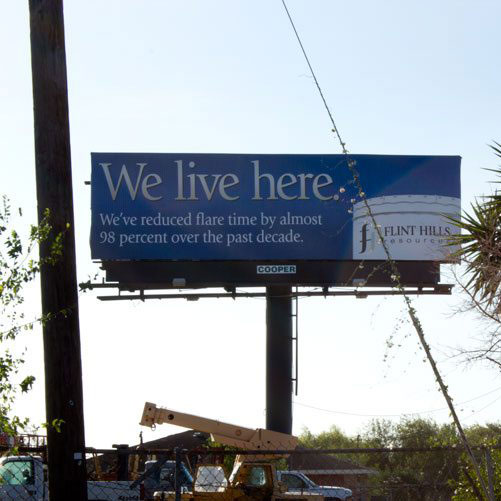 We live here.
We've reduced flare time by almost
98 percent over the past decade.
FLINT HILLS
resources
COOPER